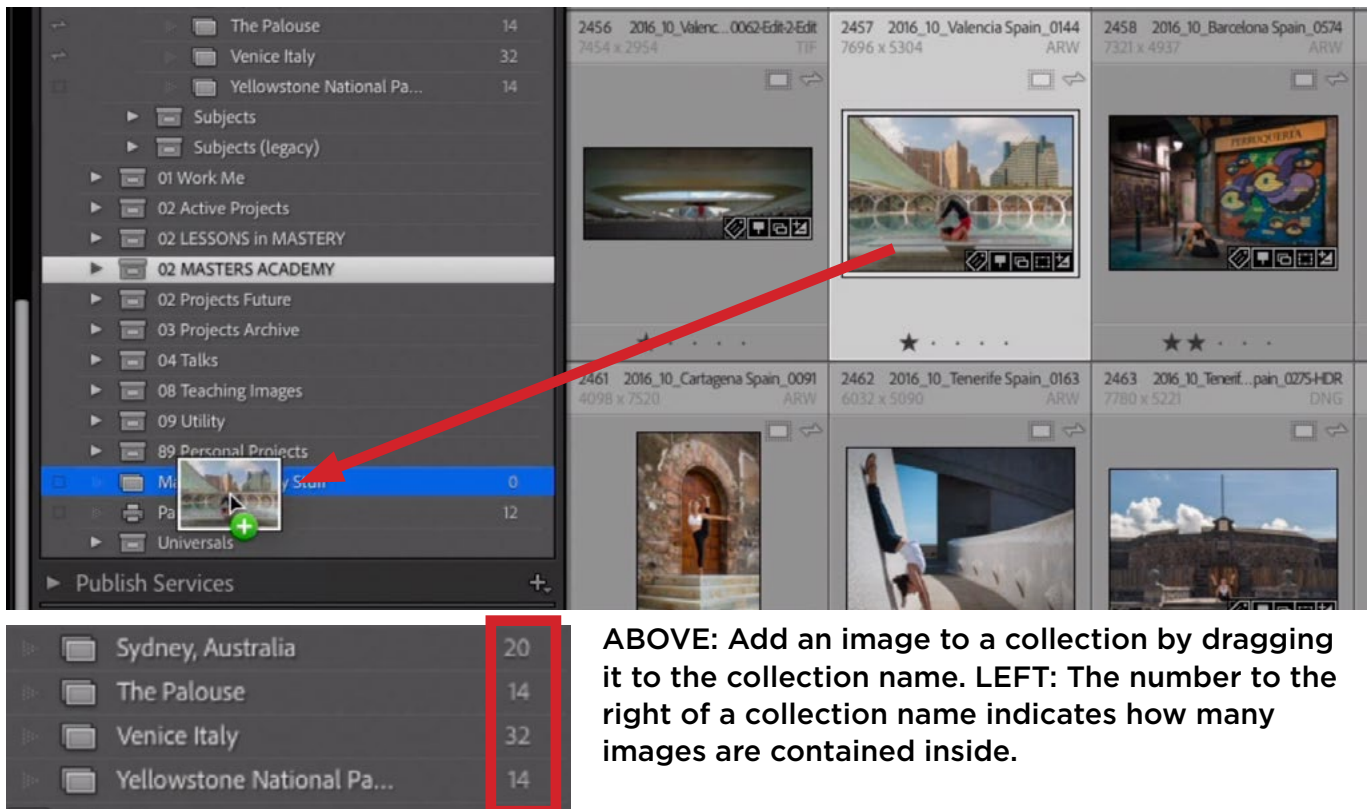 The Palouse 14
Venice Italy 32
Yellowstone National Pa... 14
Subjects
Subjects (legacy)
01 Work Me
02 Active Projects
02 LESSONS in MASTERY
02 MASTERS ACADEMY
02 Projects Future
03 Projects Archive
04 Talks
08 Teaching Images
09 Utility
89 Personal Projects
Stuff 0
Pa 12
Universals
Publish Services
2456 2016_10_Valenc...0062-Edit-2-Edit
7454 x 2954 TIF
2457 2016_10_Valencia Spain_0144
7696 x 5304 ARW
2458 2016_10_Barcelona Spain_0574
7321 x 4937 ARW
PERRUQUERIA
2461 2016_10_Cartagena Spain_0091
4098 x 7520 ARW
2462 2016_10_Tenerife Spain_0163
6032 x 5090 ARW
2463 2016_10_Tenerif...pain_0275-HDR
7780 x 5221 DNG
Sydney, Australia 20
The Palouse 14
Venice Italy 32
Yellowstone National Pa... 14
ABOVE: Add an image to a collection by dragging
it to the collection name. LEFT: The number to the
right of a collection name indicates how many
images are contained inside.